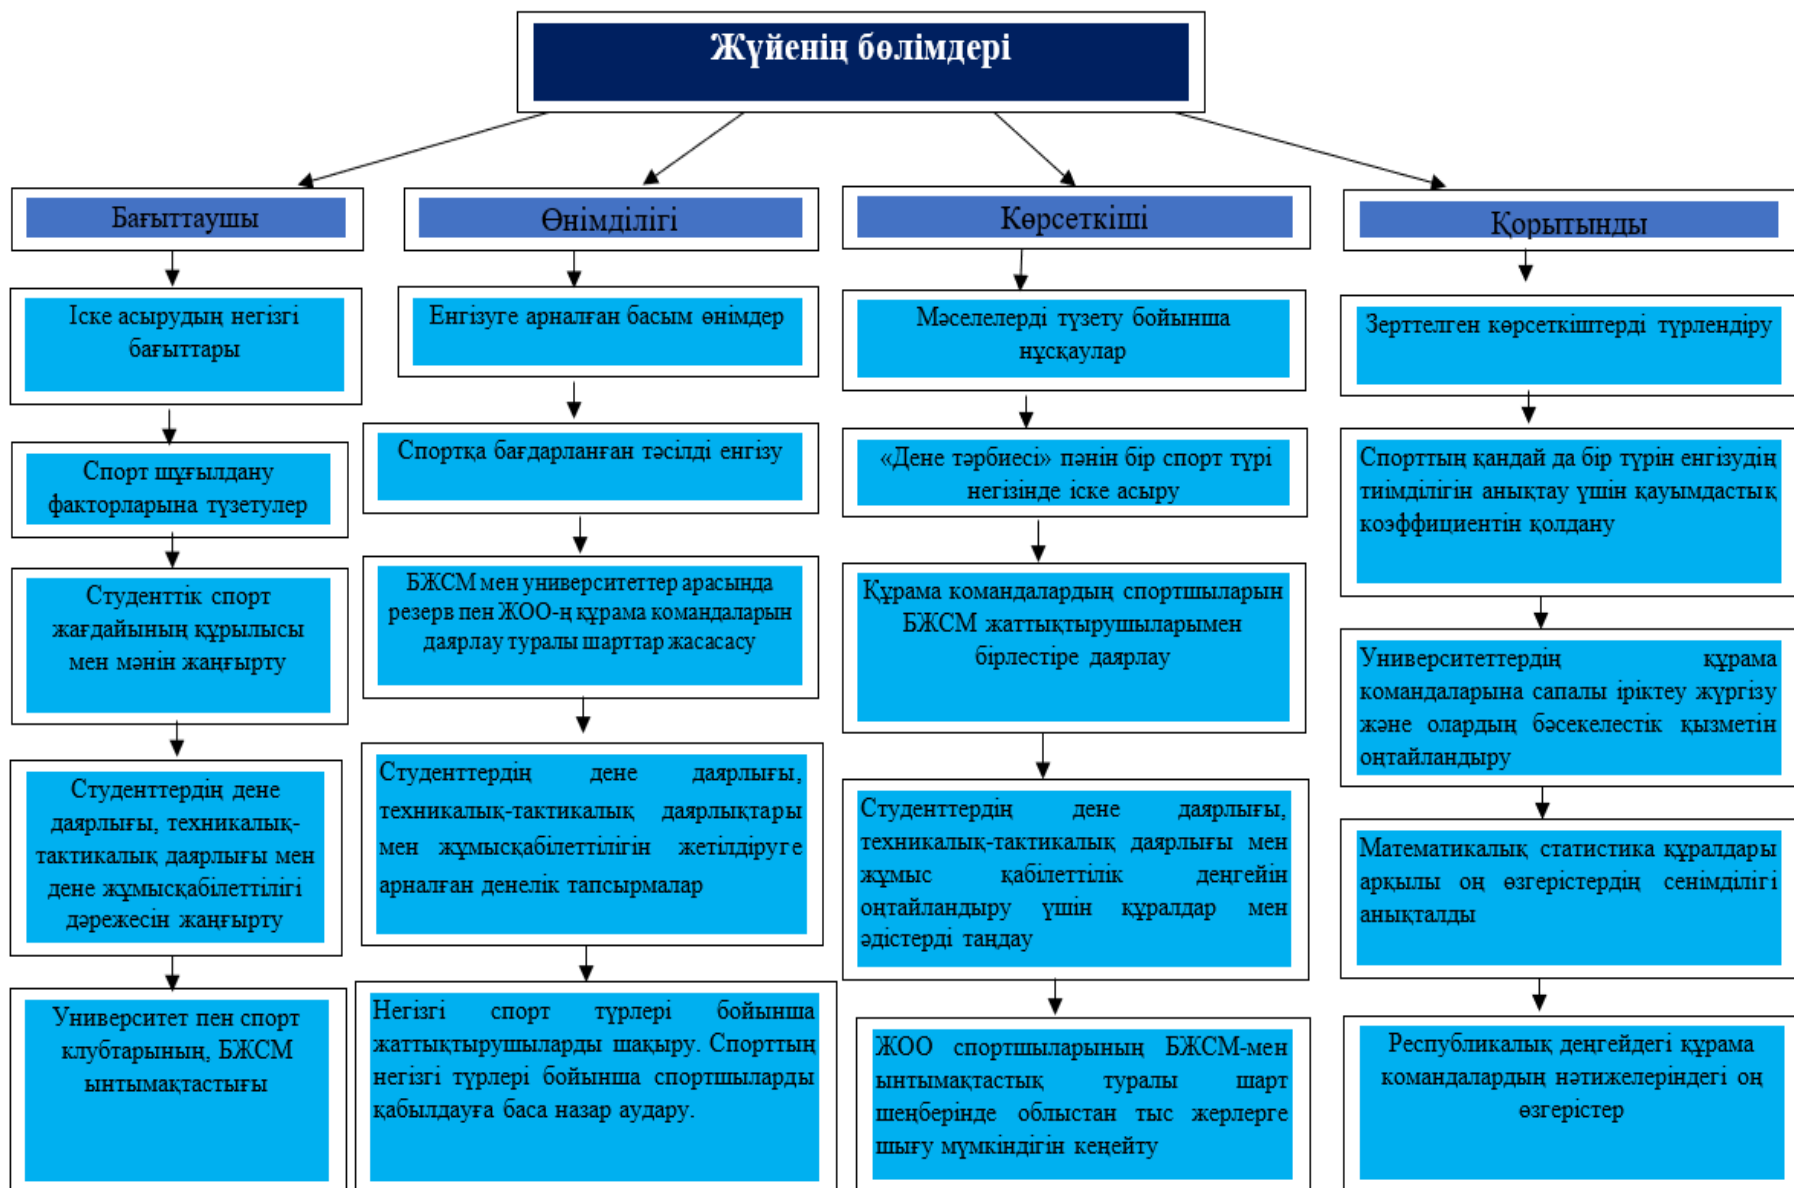 Жүйенің бөлімдері
Бағыттаушы
Іске асырудың негізгі
бағыттары
Спорт шұғылдану
факторларына түзетулер
Студенттік спорт
жағдайының құрылысы
мен мәнін жаңғырту
Студенттердің дене
даярлығы, техникалық-
тактикалық даярлығы мен
дене жұмысқабілеттілігі
дәрежесін жаңғырту
Университет пен спорт
клубтарының, БЖСМ
ынтымақтастығы
Өнімділігі
Енгізуге арналған басым өнімдер
Спортқа бағдарланған тәсілді енгізу
БЖСМ мен университеттер арасында
резерв пен ЖОО-ң құрама командаларын
даярлау туралы шарттар жасасасу
Студенттердің дене даярлығы,
техникалық-тактикалық даярлықтары
мен жұмысқабілеттілігін жетілдіруге
арналған денелік тапсырмалар
Негізгі спорт түрлері бойынша
жаттықтырушыларды шақыру. Спорттың
негізгі түрлері бойынша спортшыларды
қабылдауға баса назар аудару.
Көрсеткіші
Мәселелерді түзету бойынша
нұсқаулар
«Дене тәрбиесі» пәнін бір спорт түрі
негізінде іске асыру
Құрама командалардың спортшыларын
БЖСМ жаттықтырушыларымен
бірлестіре даярлау
Студенттердің дене даярлығы,
техникалық-тактикалық даярлығы мен
жұмыс қабілеттілік деңгейін
оңтайландыру үшін құралдар мен
әдістерді таңдау
ЖОО спортшыларының БЖСМ-мен
ынтымақтастық туралы шарт
шеңберінде облыстан тыс жерлерге
шығу мүмкіндігін кеңейту
Қорытынды
Зерттелген көрсеткіштерді түрлендіру
Спорттың қандай да бір түрін енгізудің
тиімділігін анықтау үшін қауымдастық
коэффициентін қолдану
Университеттердің құрама
командаларына сапалы іріктеу жүргізу
және олардың бәсекелестік қызметін
оңтайландыру
Математикалық статистика құралдары
арқылы оң өзгерістердің сенімділігі
анықталды
Республикалық деңгейдегі құрама
командалардың нәтижелеріндегі оң
өзгерістер